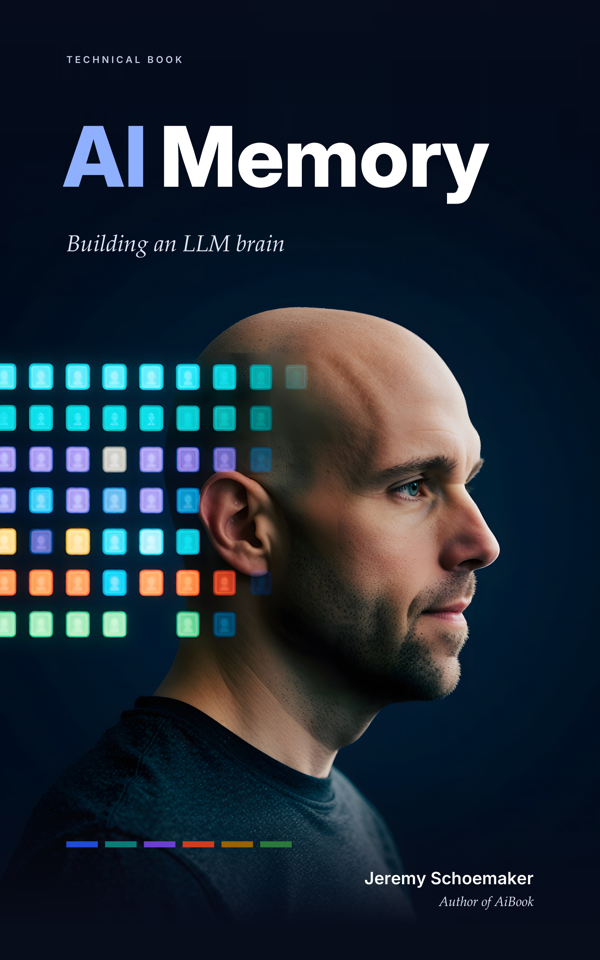 TECHNICAL BOOK
AI Memory
Building an LLM brain
Jeremy Schoemaker
Author of AiBook